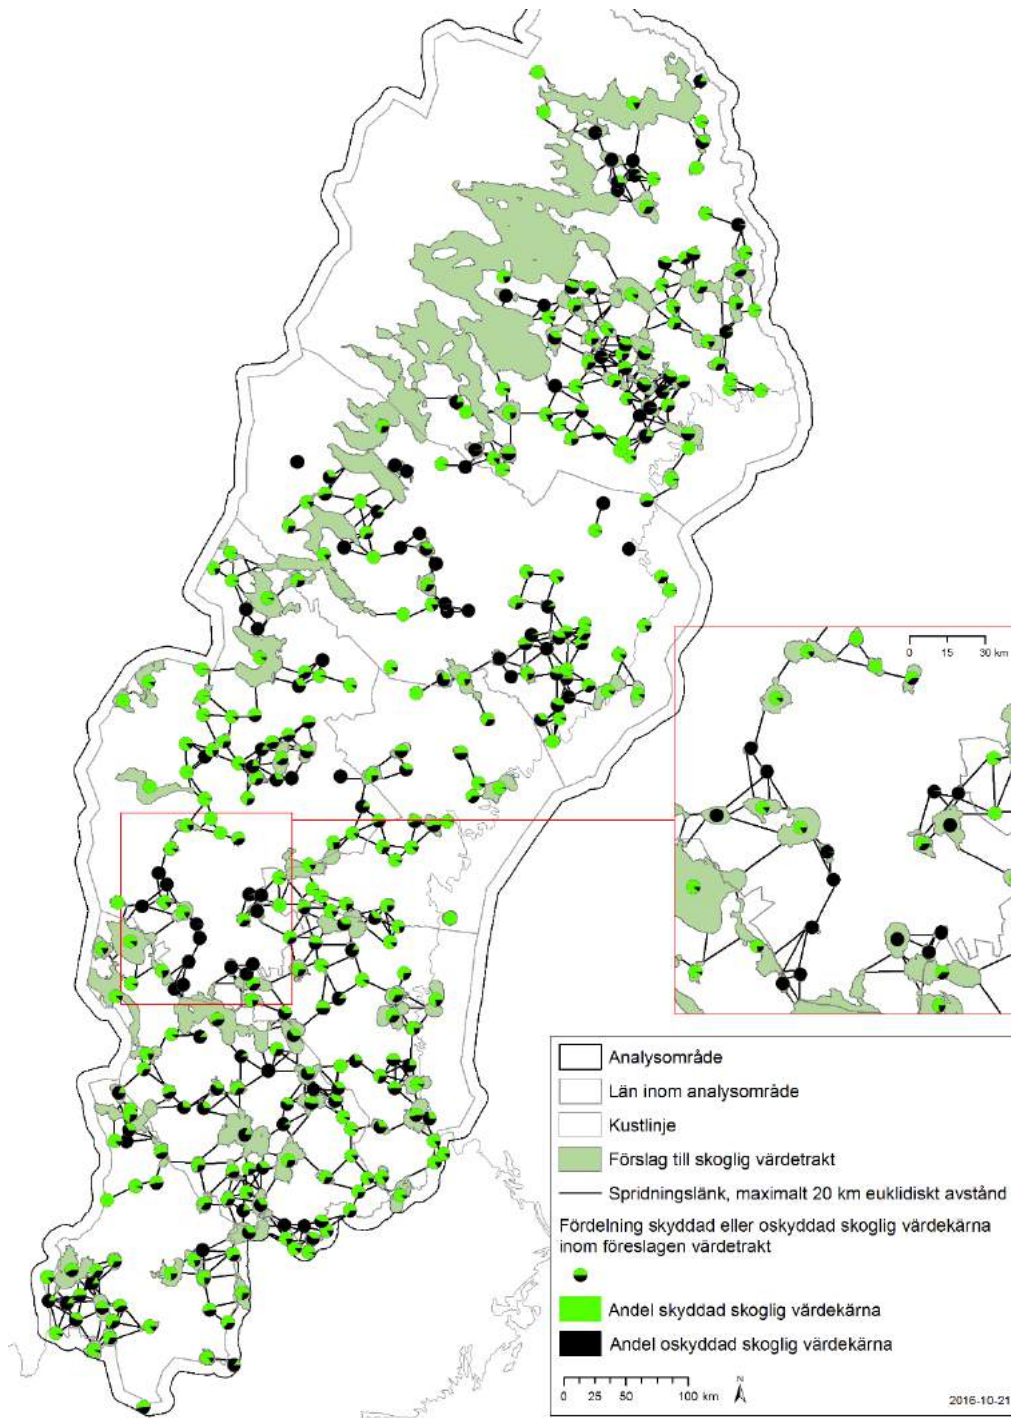 0 15 30 km
Analysområde
Län inom analysområde
Kustlinje
Förslag till skoglig värdetrakt
Spridningslänk, maximalt 20 km euklidiskt avstånd
Fördelning skyddad eller oskyddad skoglig värdekärna
inom föreslagen värdetrakt
Andel skyddad skoglig värdekärna
Andel oskyddad skoglig värdekärna
0 25 50 100 km
N
2016-10-21